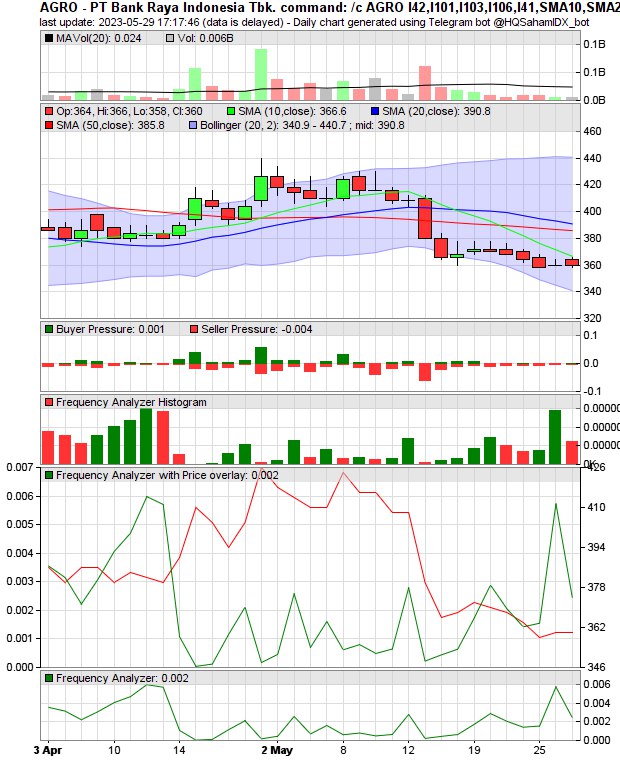 AGRO - PT Bank Raya Indonesia Tbk. command: /c AGRO I42,I101,I103,I106,I41,SMA10,SMA2
last update: 2023-05-29 17:17:46 (data is delayed) - Daily chart generated using Telegram bot @HQSahamIDX_bot
MAVol(20): 0.024 Vol: 0.006B
0.1B
0.1B
0.0B
Op:364, Hi:366, Lo:358, Cl:360 SMA (10,close): 366.6 SMA (20,close): 390.8
SMA (50,close): 385.8 Bollinger (20, 2): 340.9 - 440.7 ; mid: 390.8
460
440
420
400
380
360
340
320
Buyer Pressure: 0.001 Seller Pressure: -0.004
0.1
0.0
-0.1
Frequency Analyzer Histogram
0.00000
0.00000
0.00000
0K
Frequency Analyzer with Price overlay: 0.002
0.007 426
0.006 410
0.005 394
0.004
0.003 378
0.002 362
0.001
0.000 346
Frequency Analyzer: 0.002
0.006
0.004
0.002
0.000
3 Apr 10 14 2 May 8 12 19 25